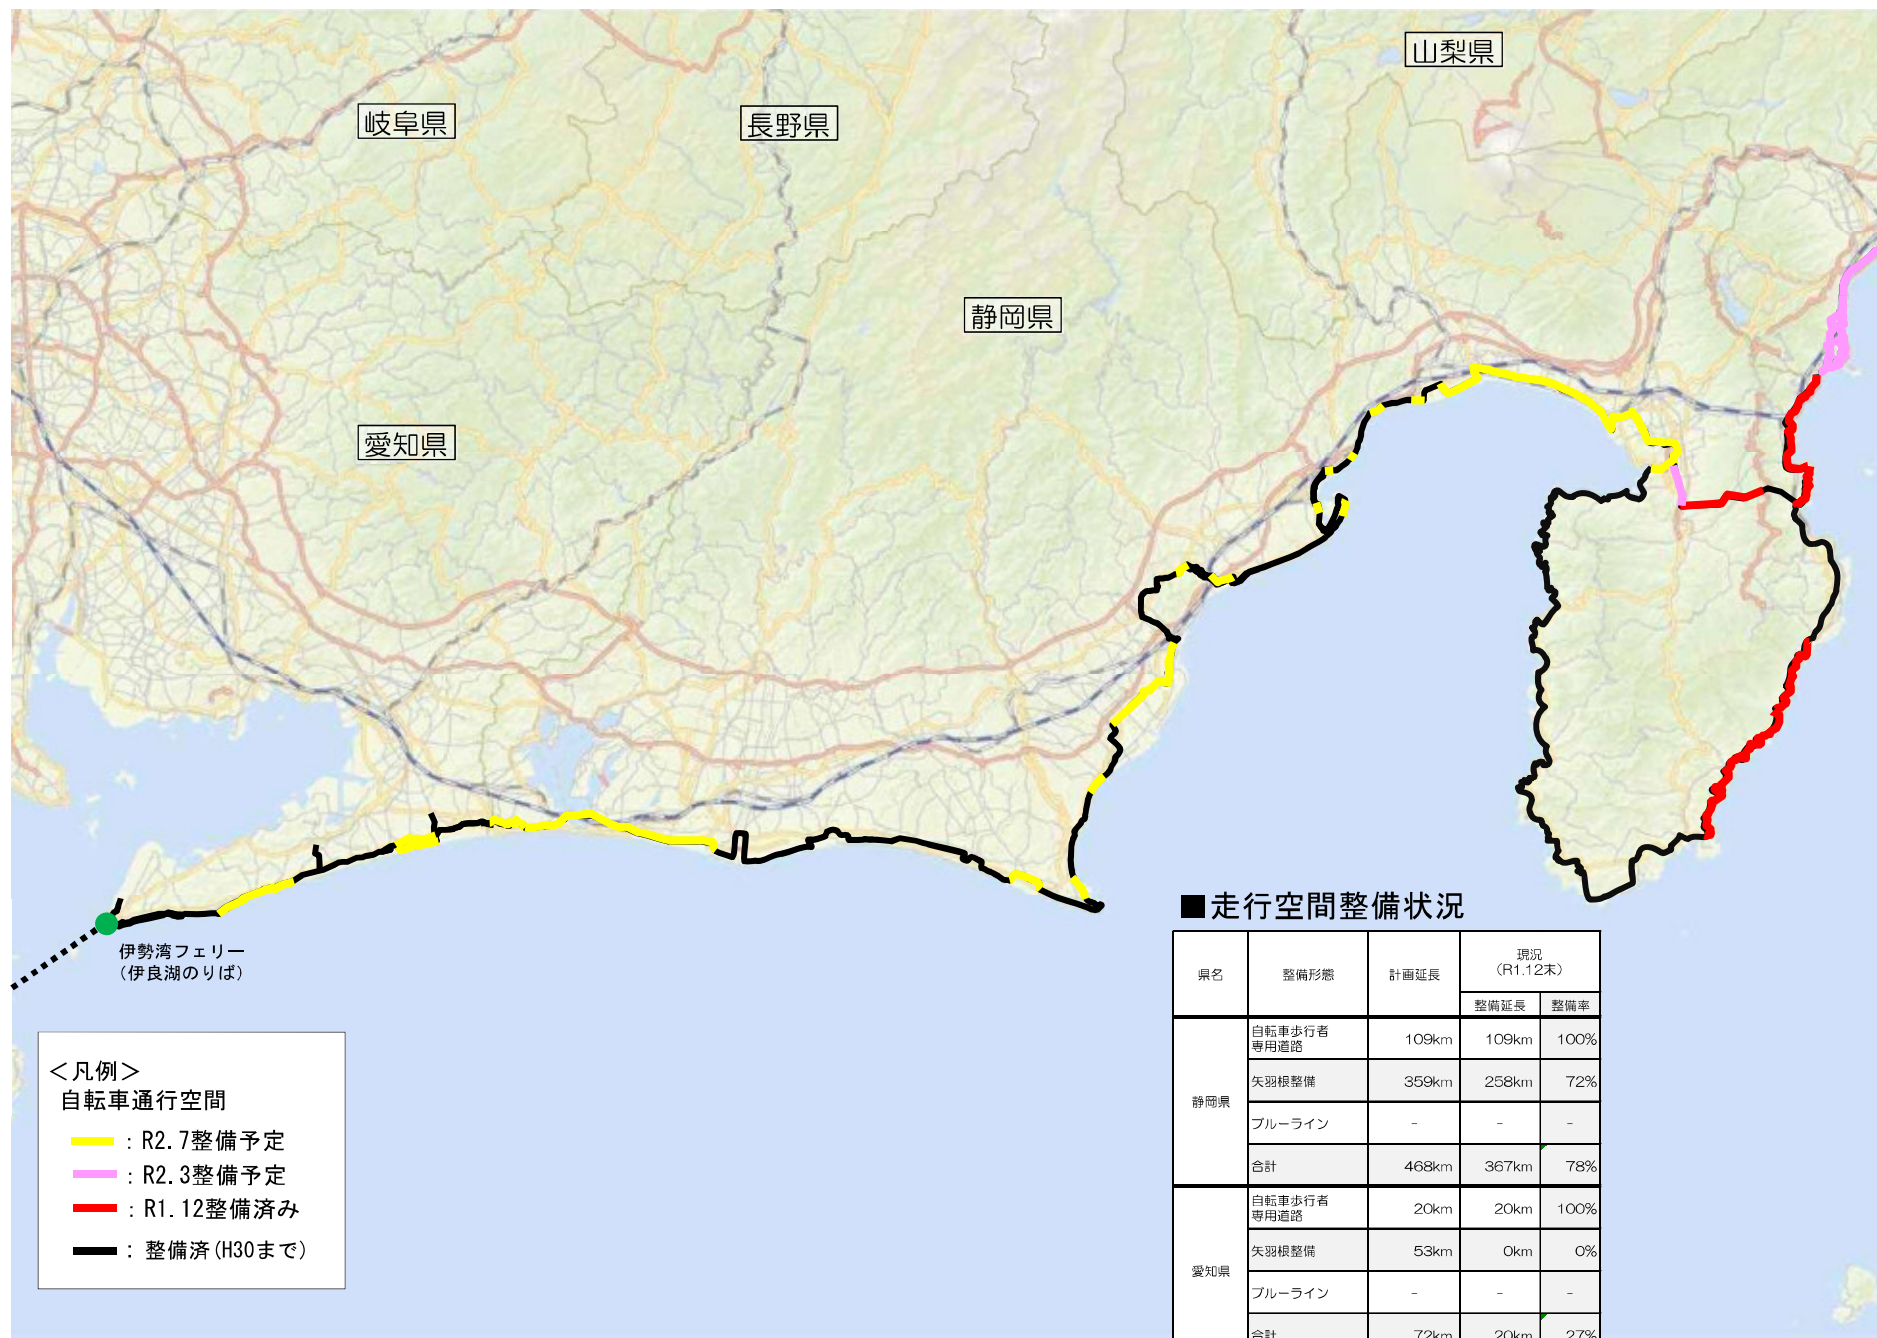 山梨県
岐阜県
長野県
静岡県
愛知県
伊勢湾フェリー
(伊良湖のりば)
■走行空間整備状況
県名 整備形態 計画延長 現況
(R1.12末)
整備延長 整備率
静岡県
自転車歩行者
専用道路 109km 109km 100%
矢羽根整備 359km 258km 72%
ブルーライン - - -
合計 468km 367km 78%
愛知県
自転車歩行者
専用道路 20km 20km 100%
矢羽根整備 53km 0km 0%
ブルーライン - - -
合計 72km 20km 27%
<凡例>
自転車通行空間
:R2.7整備予定
:R2.3整備予定
:R1.12整備済み
:整備済(H30まで)